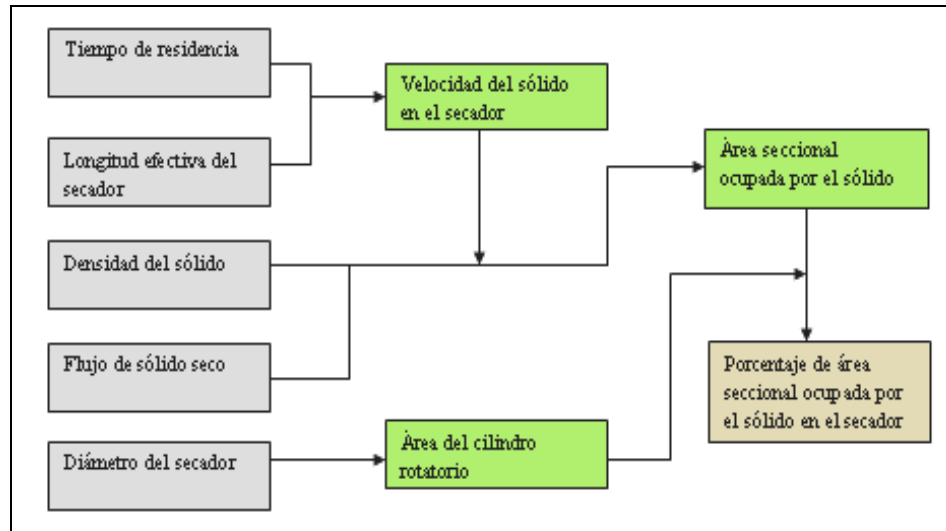 Tiempo de residencia
Longitud efectiva del
secador
Densidad del sólido
Flujo de sólido seco
Diámetro del secador
Velocidad del sólido
en el secador
Área del cilindro
rotatorio
Área seccional
ocupada por el sólido
Porcentaje de área
seccional ocupada por
el sólido en el secador